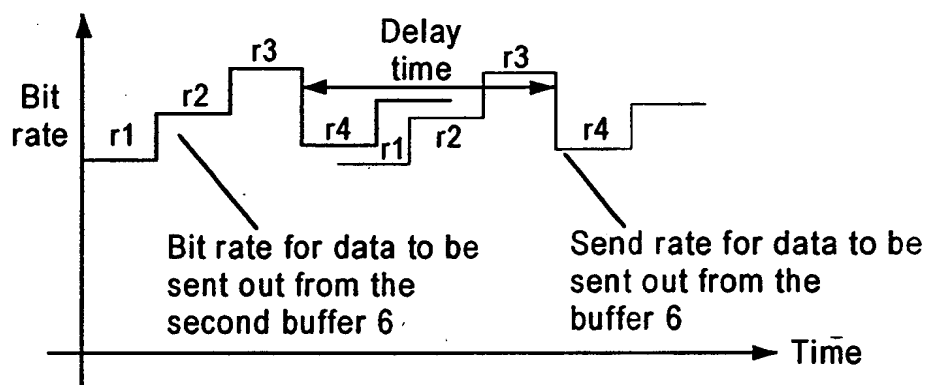 Delay
time
r3
r3
Bit
rate
r2
r1
r4
r1
r2
r4
Bit rate for data to be
sent out from the
second buffer 6
Send rate for data to be
sent out from the
buffer 6
Time